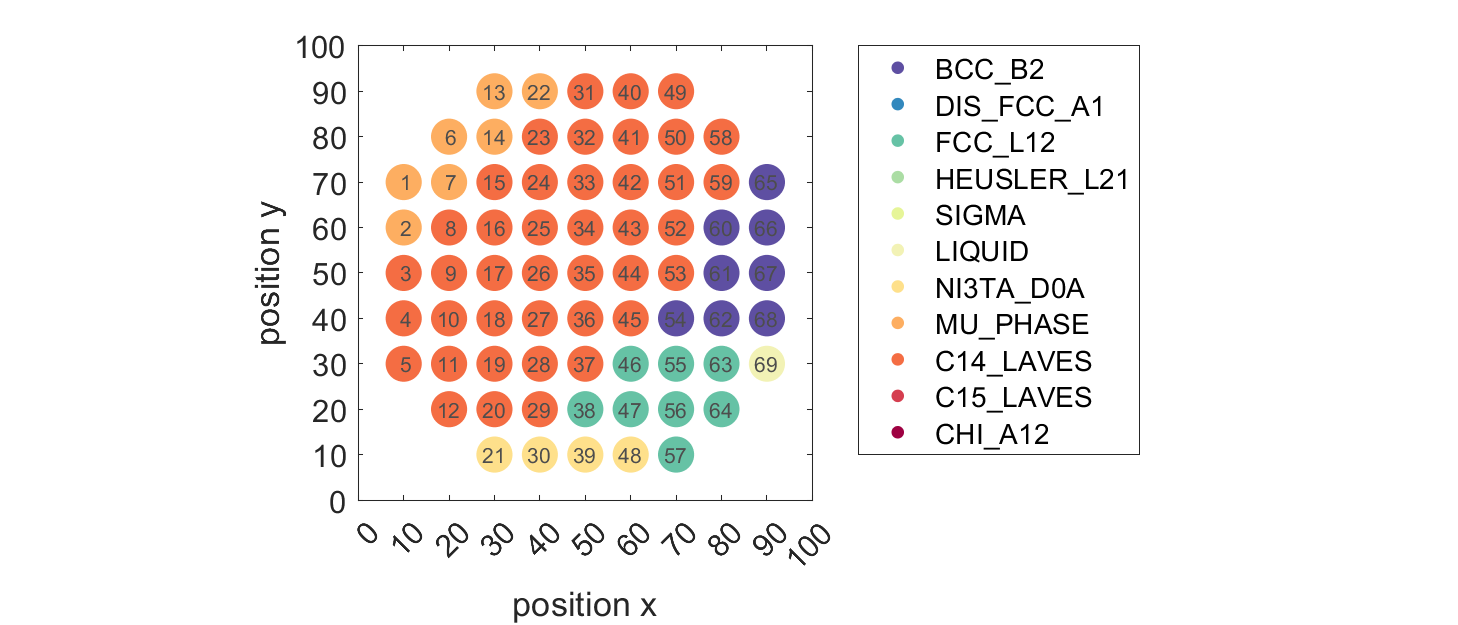 100
90
80
70
60
50
40
30
20
10
0
13 22 31 40 49
6 14 23 32 41 50 58
1 7 15 24 33 42 51 59 65
2 8 16 25 34 43 52 60 66
3 9 17 26 35 44 53 61 67
4 10 18 27 36 45 54 62 68
5 11 19 28 37 46 55 63 69
12 20 29 38 47 56 64
21 30 39 48 57
0 10 20 30 40 50 60 70 80 90 100
position x
position y
BCC_B2
DIS_FCC_A1
FCC_L12
HEUSLER_L21
SIGMA
LIQUID
NI3TA_D0A
MU_PHASE
C14_LAVES
C15_LAVES
CHI_A12